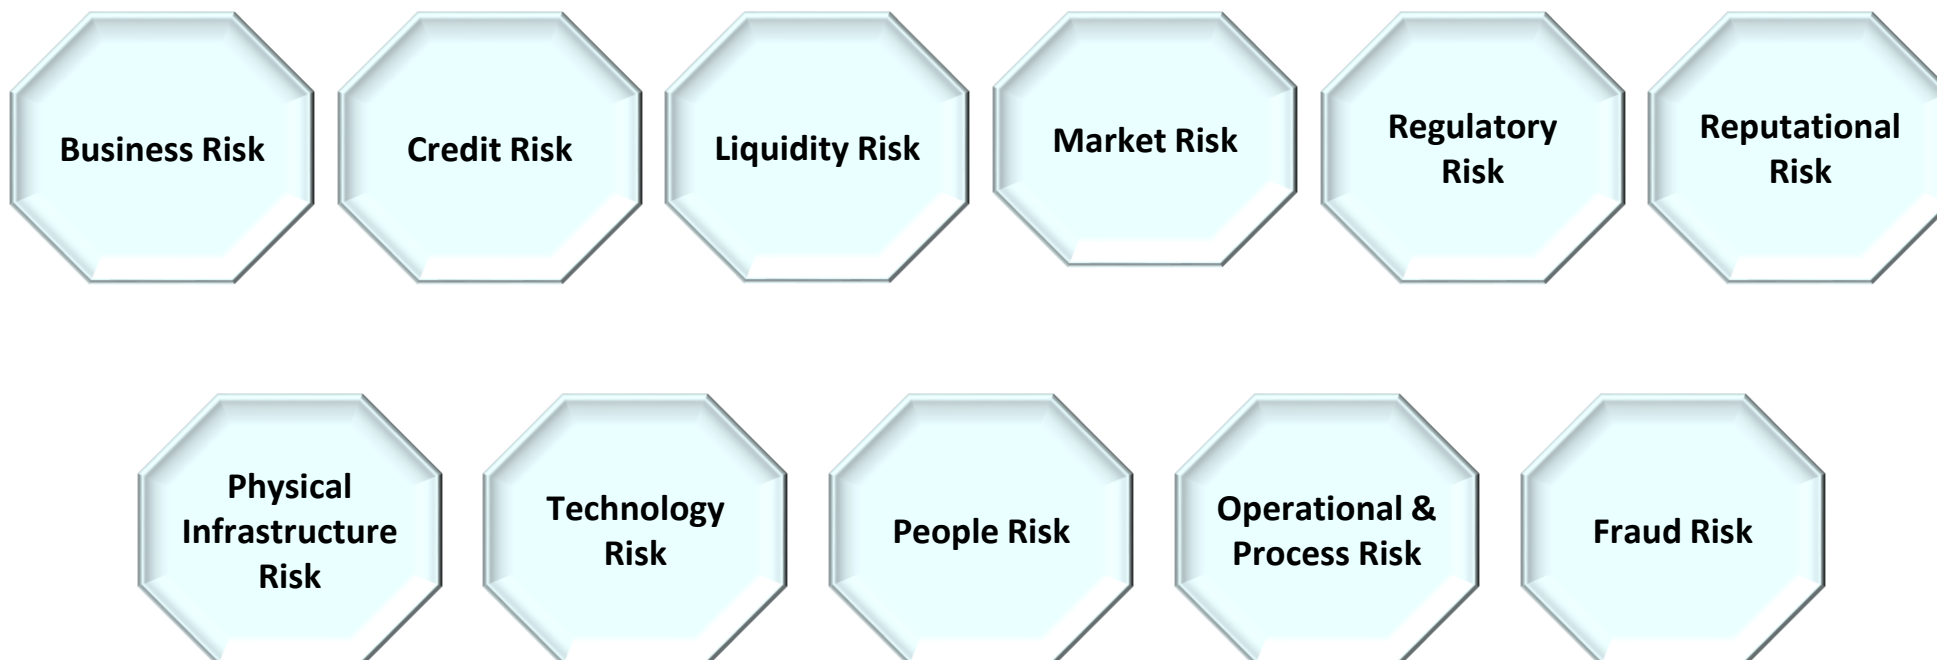 Business Risk
Credit Risk
Liquidity Risk
Market Risk
Regulatory
Risk
Reputational
Risk
Physical
Infrastructure
Risk
Technology
Risk
People Risk
Operational &
Process Risk
Fraud Risk